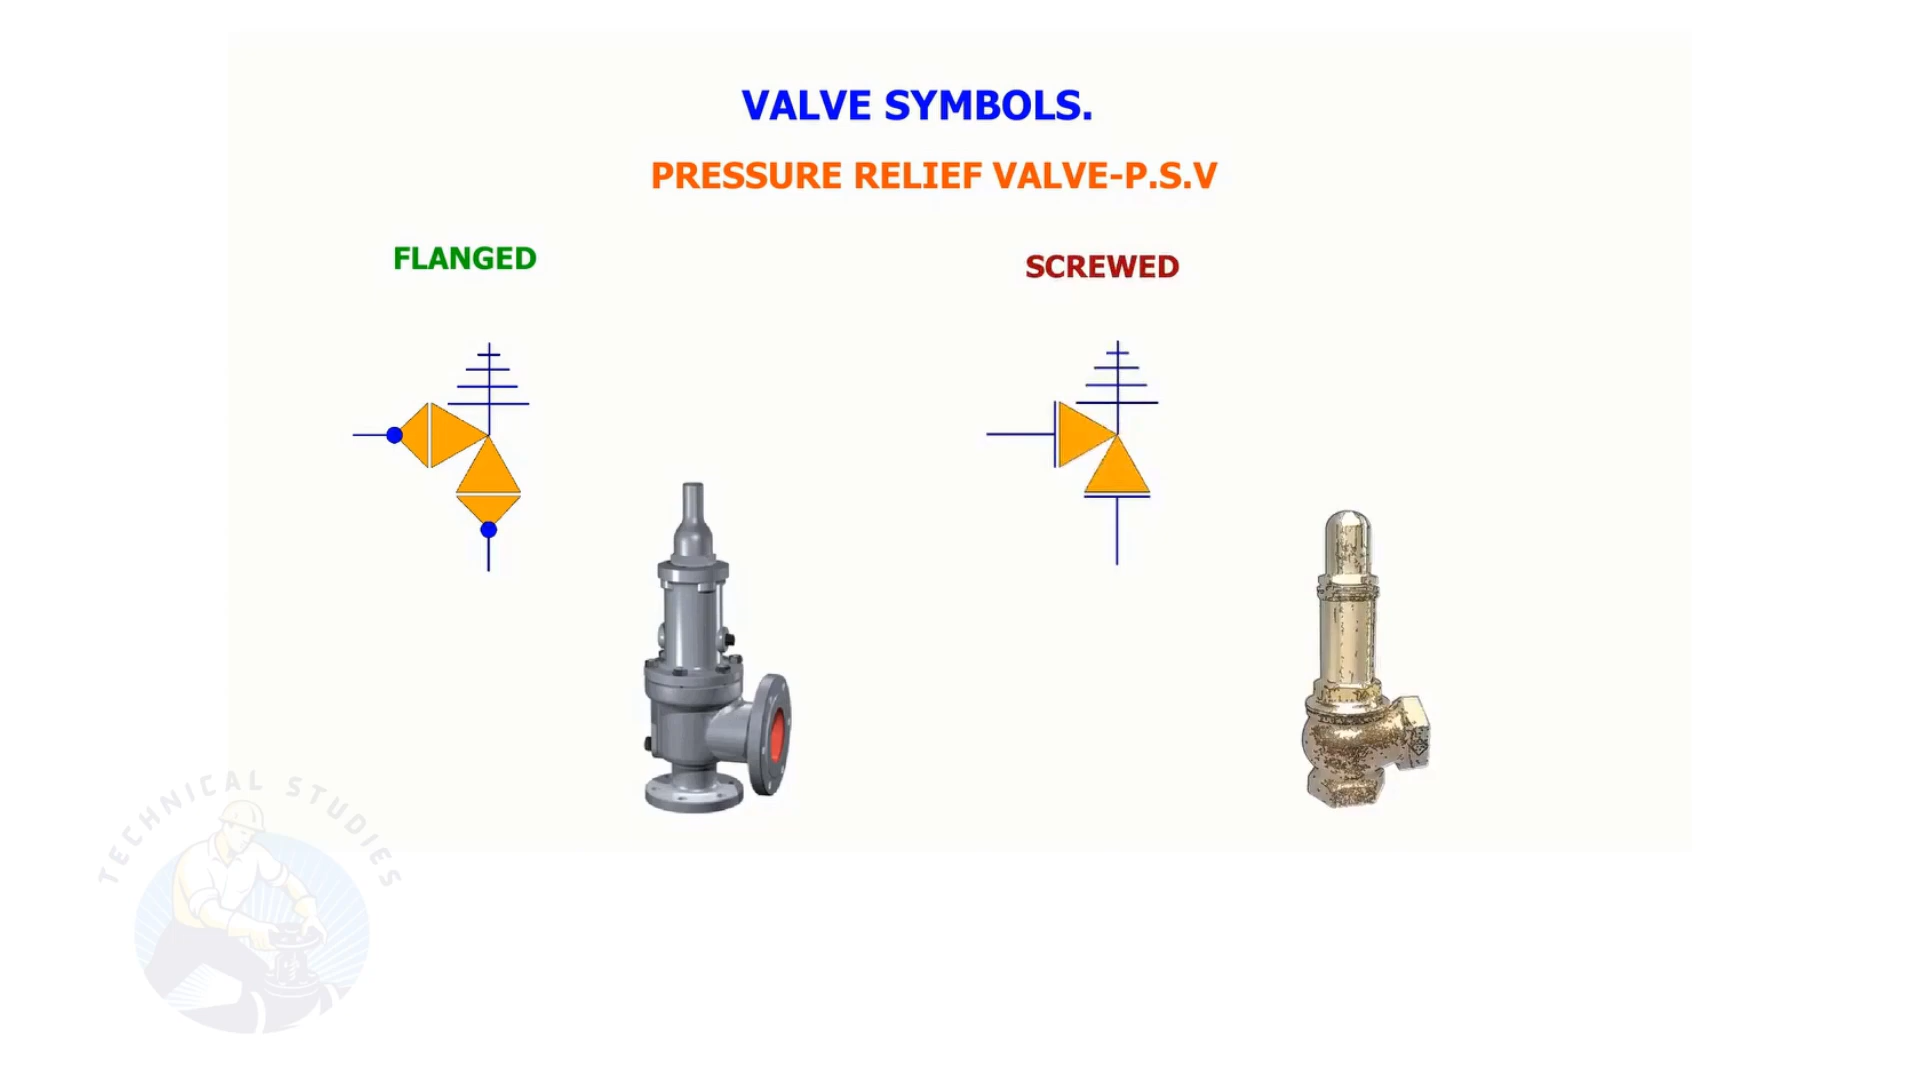 VALVE SYMBOLS.
PRESSURE RELIEF VALVE-P.S.V
FLANGED
SCREWED
TECHNICAL STUDIES